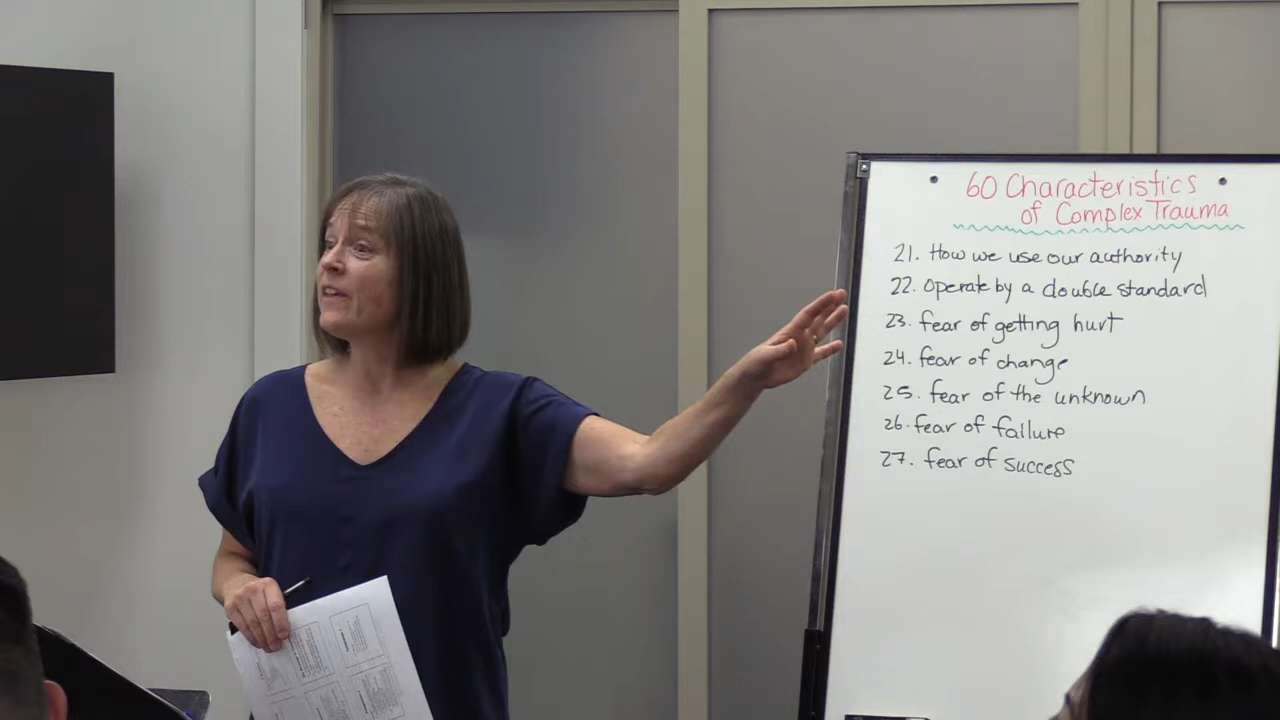 60 Characteristics
of Complex Trauma
21. How we use our authority
22. Operate by a double standard
23. fear of getting hurt
24. fear of change
25. fear of the unknown
26. fear of failure
27. fear of success